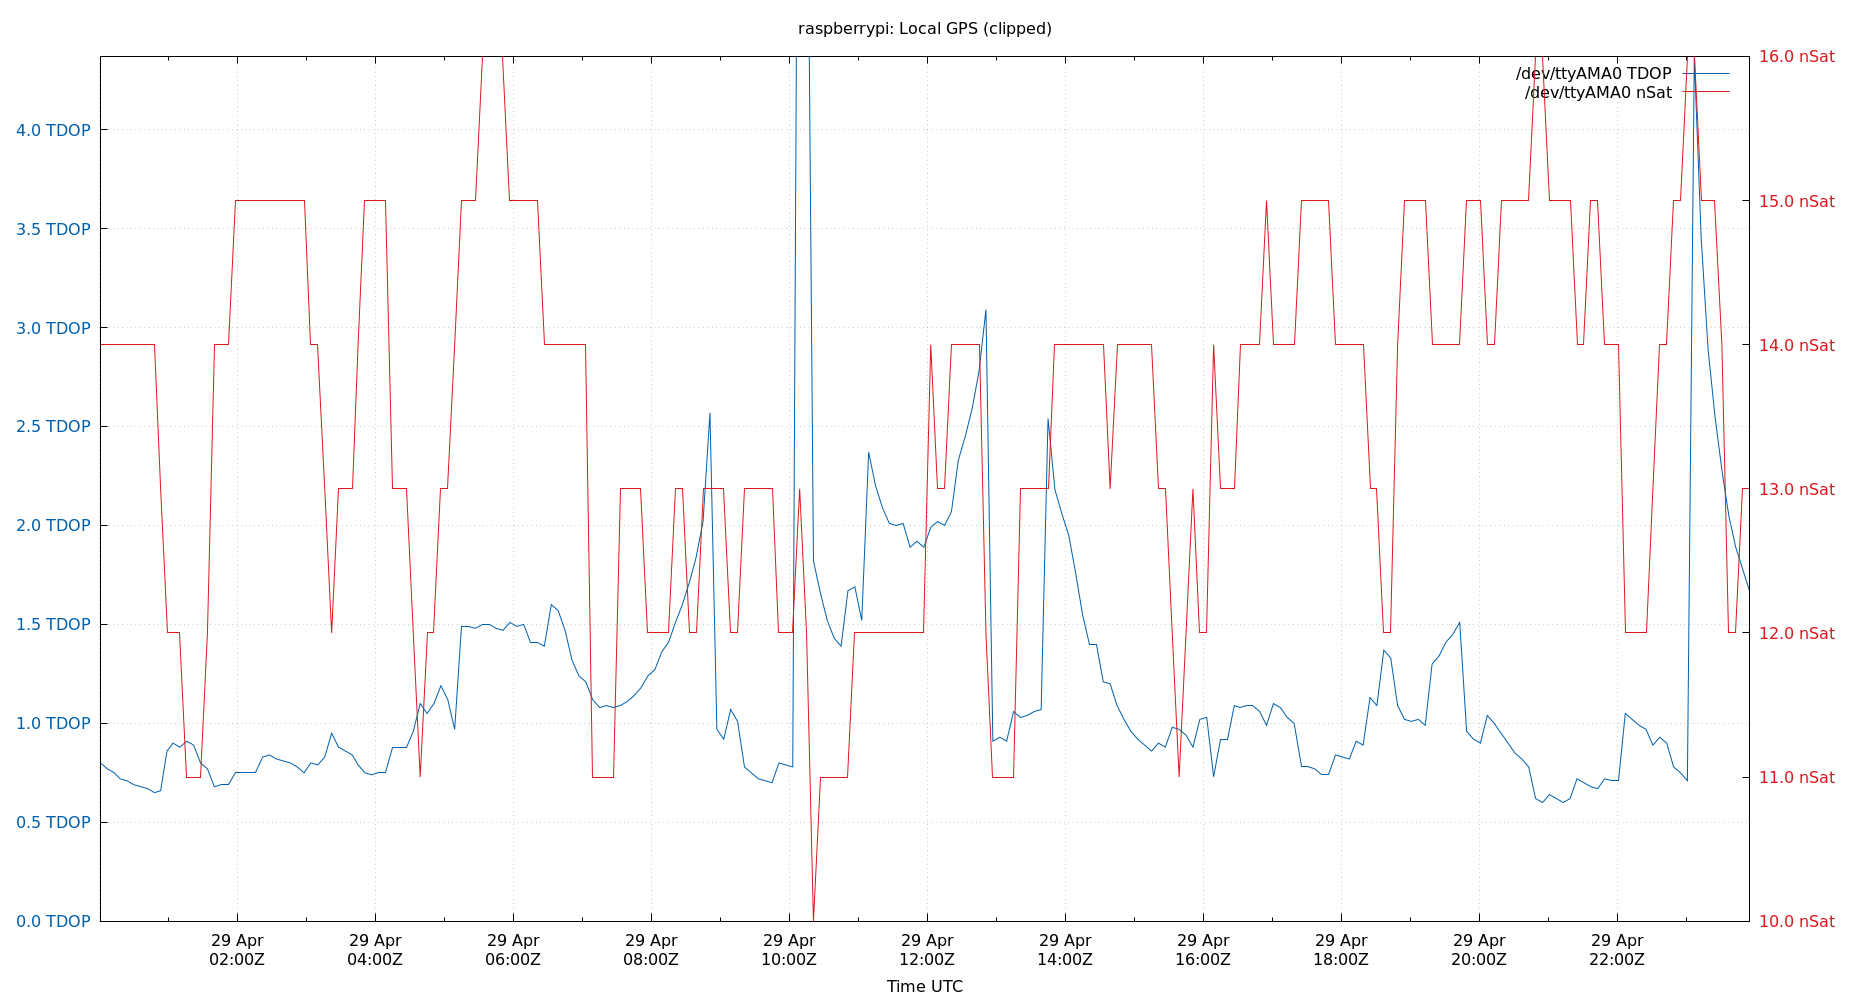 raspberrypi: Local GPS (clipped)
16.0 nSat
/dev/ttyAMA0 TDOP
/dev/ttyAMA0 nSat
4.0 TDOP
15.0 nSat
3.5 TDOP
3.0 TDOP
14.0 nSat
2.5 TDOP
13.0 nSat
2.0 TDOP
1.5 TDOP
12.0 nSat
1.0 TDOP
11.0 nSat
0.5 TDOP
0.0 TDOP
10.0 nSat
29 Apr 29 Apr 29 Apr 29 Apr 29 Apr 29 Apr 29 Apr 29 Apr 29 Apr 29 Apr 29 Apr
02:00Z 04:00Z 06:00Z 08:00Z 10:00Z 12:00Z 14:00Z 16:00Z 18:00Z 20:00Z 22:00Z
Time UTC